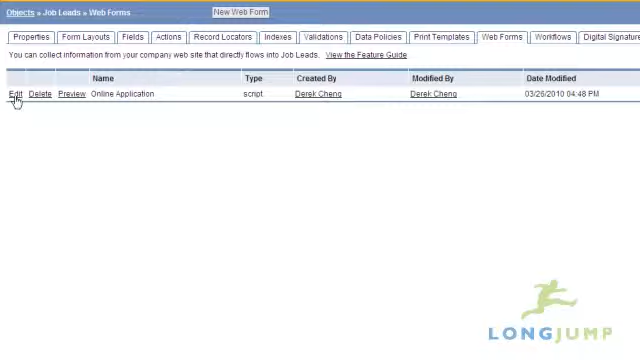 Objects » Job Leads » Web Forms New Web Form
Properties Form Layouts Fields Actions Record Locators Indexes Validations Data Policies Print Templates Web Forms Workflows Digital Signature
You can collect information from your company web site that directly flows into Job Leads. View the Feature Guide
Name Type Created By Modified By Date Modified
Edit Delete Preview Online Application script Derek Cheng Derek Cheng 03/26/2010 04:48 PM
LONGJUMP